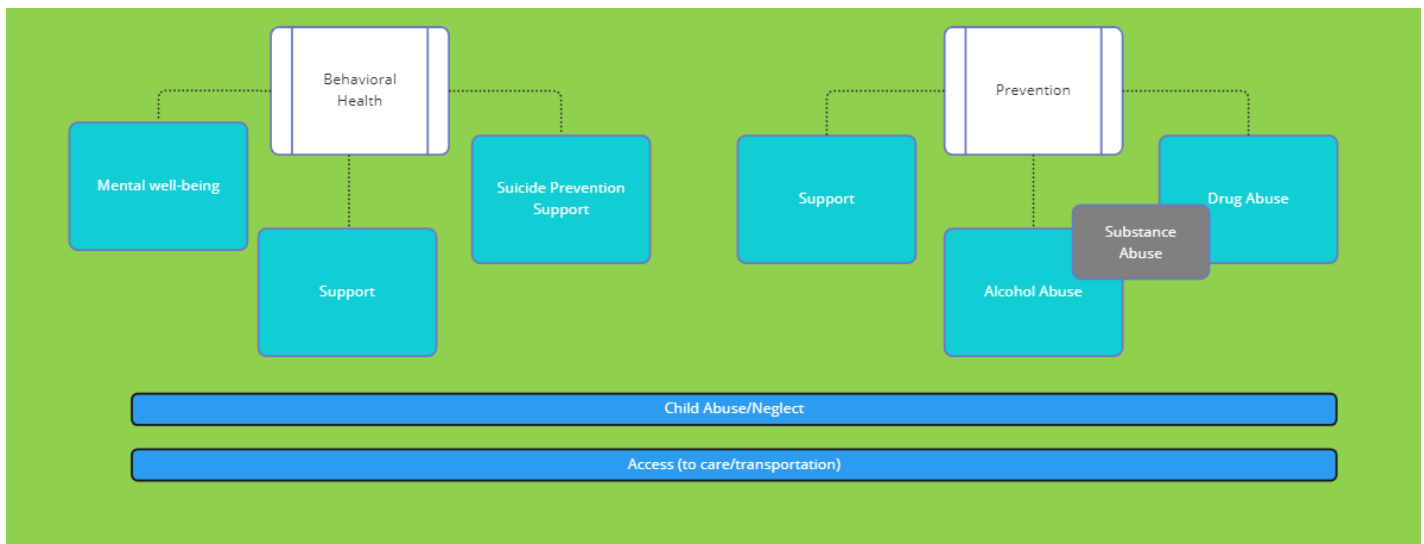 Behavioral
Health
Mental well-being
Suicide Prevention
Support
Support
Prevention
Support
Drug Abuse
Substance
Abuse
Alcohol Abuse
Child Abuse/Neglect
Access (to care/transportation)